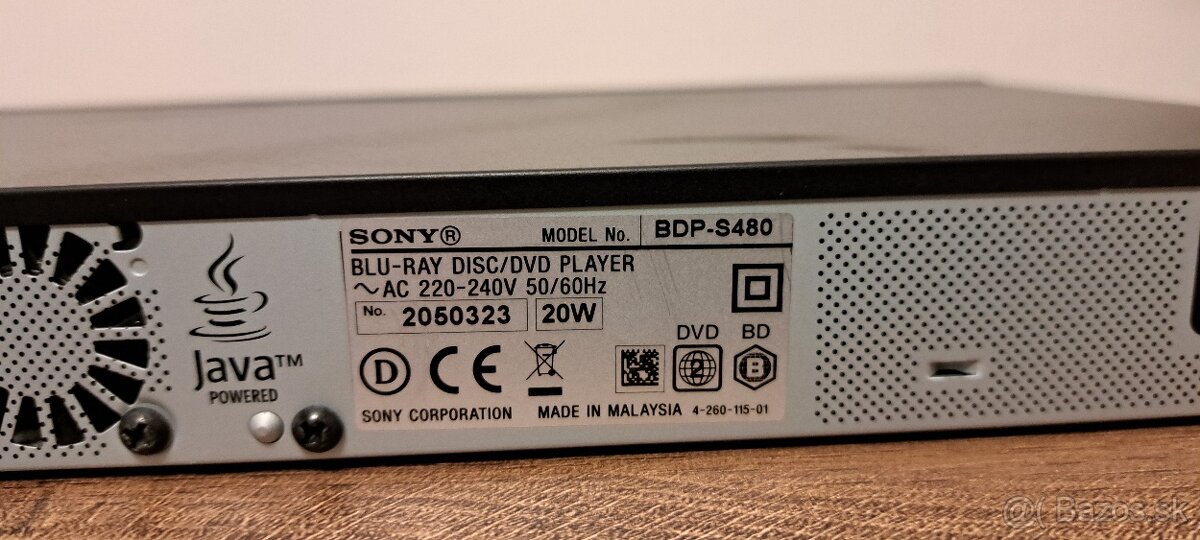 SONY® MODEL No. BDP-S480
BLU-RAY DISC/DVD PLAYER
～AC 220-240V 50/60Hz
No. 2050323 20W
DVD BD
D CE 2 B
SONY CORPORATION MADE IN MALAYSIA 4-260-115-01
Java™
POWERED
@( Bazos.sk